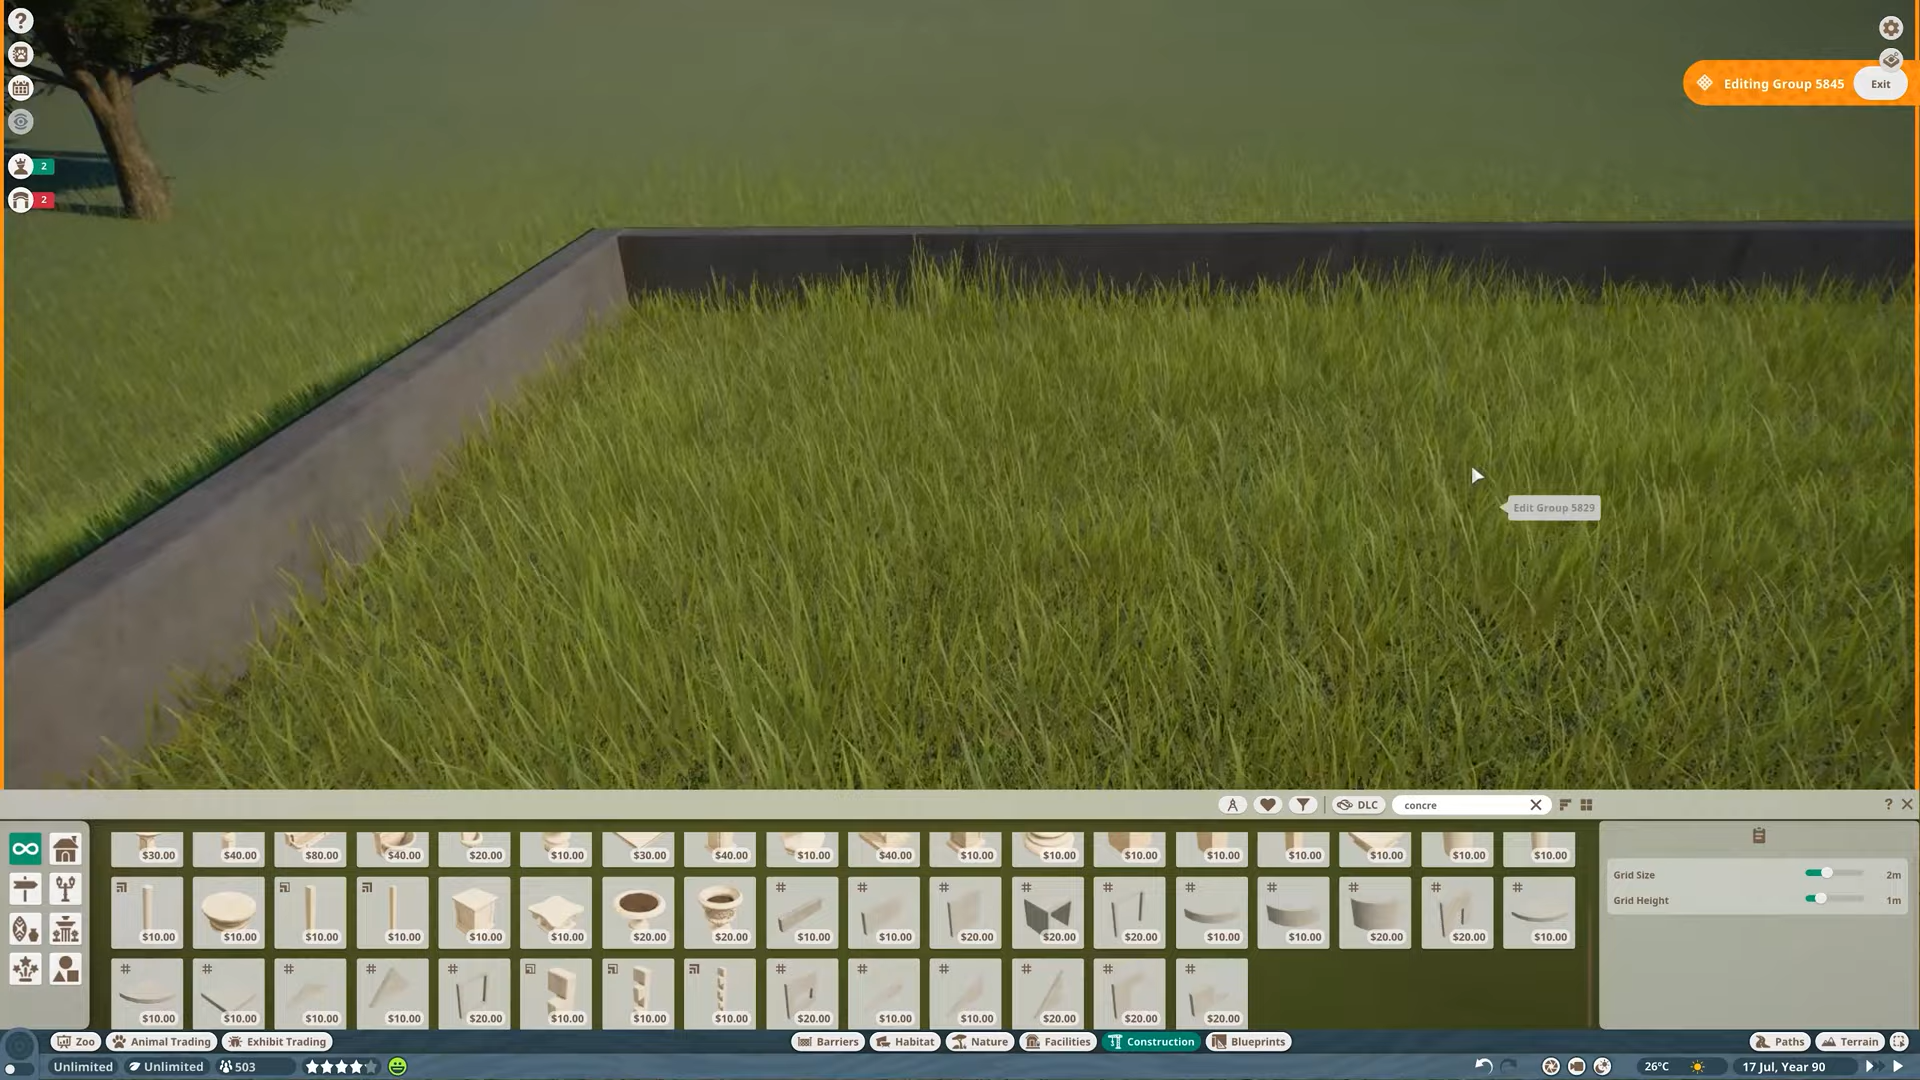 Editing Group 5845
Exit
2
2
Edit Group 5829
DLC
concre
$30.00 $40.00 $80.00 $40.00 $20.00 $10.00 $30.00 $40.00 $10.00 $40.00 $10.00 $10.00 $10.00 $10.00 $10.00 $10.00 $10.00 $10.00
$10.00 $10.00 $10.00 $10.00 $10.00 $10.00 $20.00 $20.00 $10.00 $10.00 $20.00 $20.00 $20.00 $10.00 $10.00 $20.00 $20.00 $10.00
$10.00 $10.00 $10.00 $10.00 $20.00 $10.00 $10.00 $10.00 $20.00 $10.00 $10.00 $10.00 $20.00 $20.00
Grid Size 2m
Grid Height 1m
Zoo Animal Trading Exhibit Trading Barriers Habitat Nature Facilities Construction Blueprints Paths Terrain
Unlimited Unlimited 503 26°C 17 Jul, Year 90